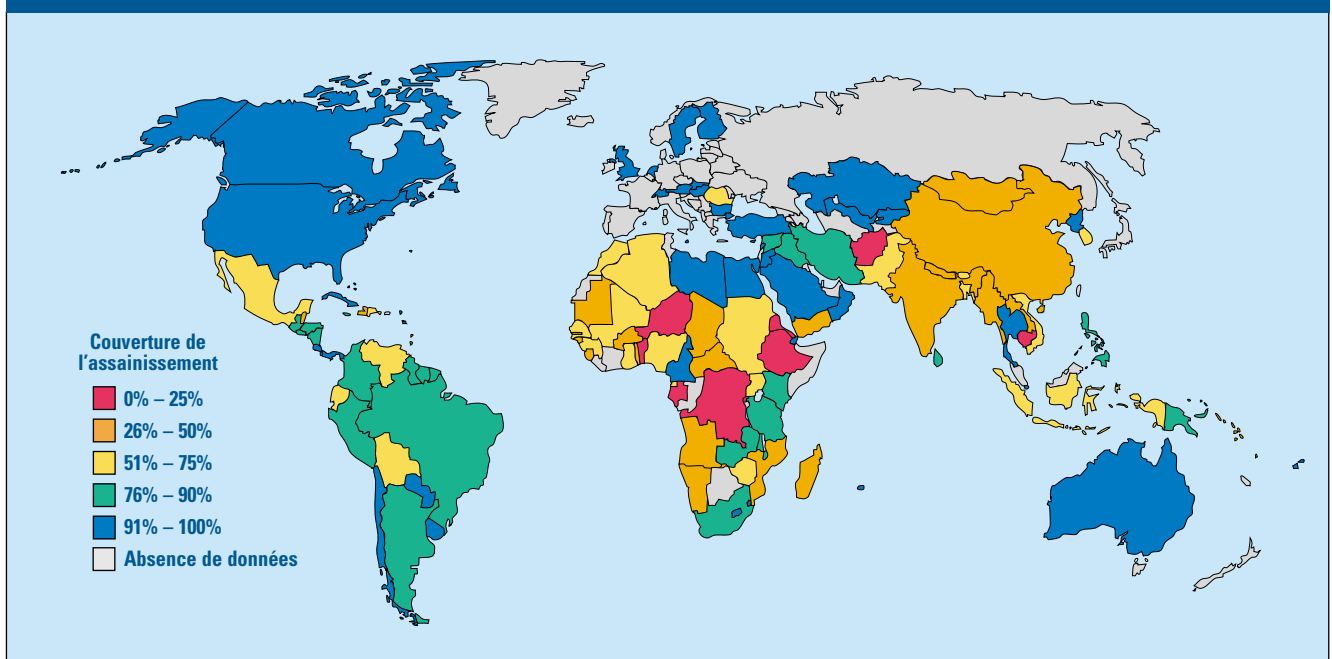 Couverture de
l’assainissement
0% – 25%
26% – 50%
51% – 75%
76% – 90%
91% – 100%
Absence de données